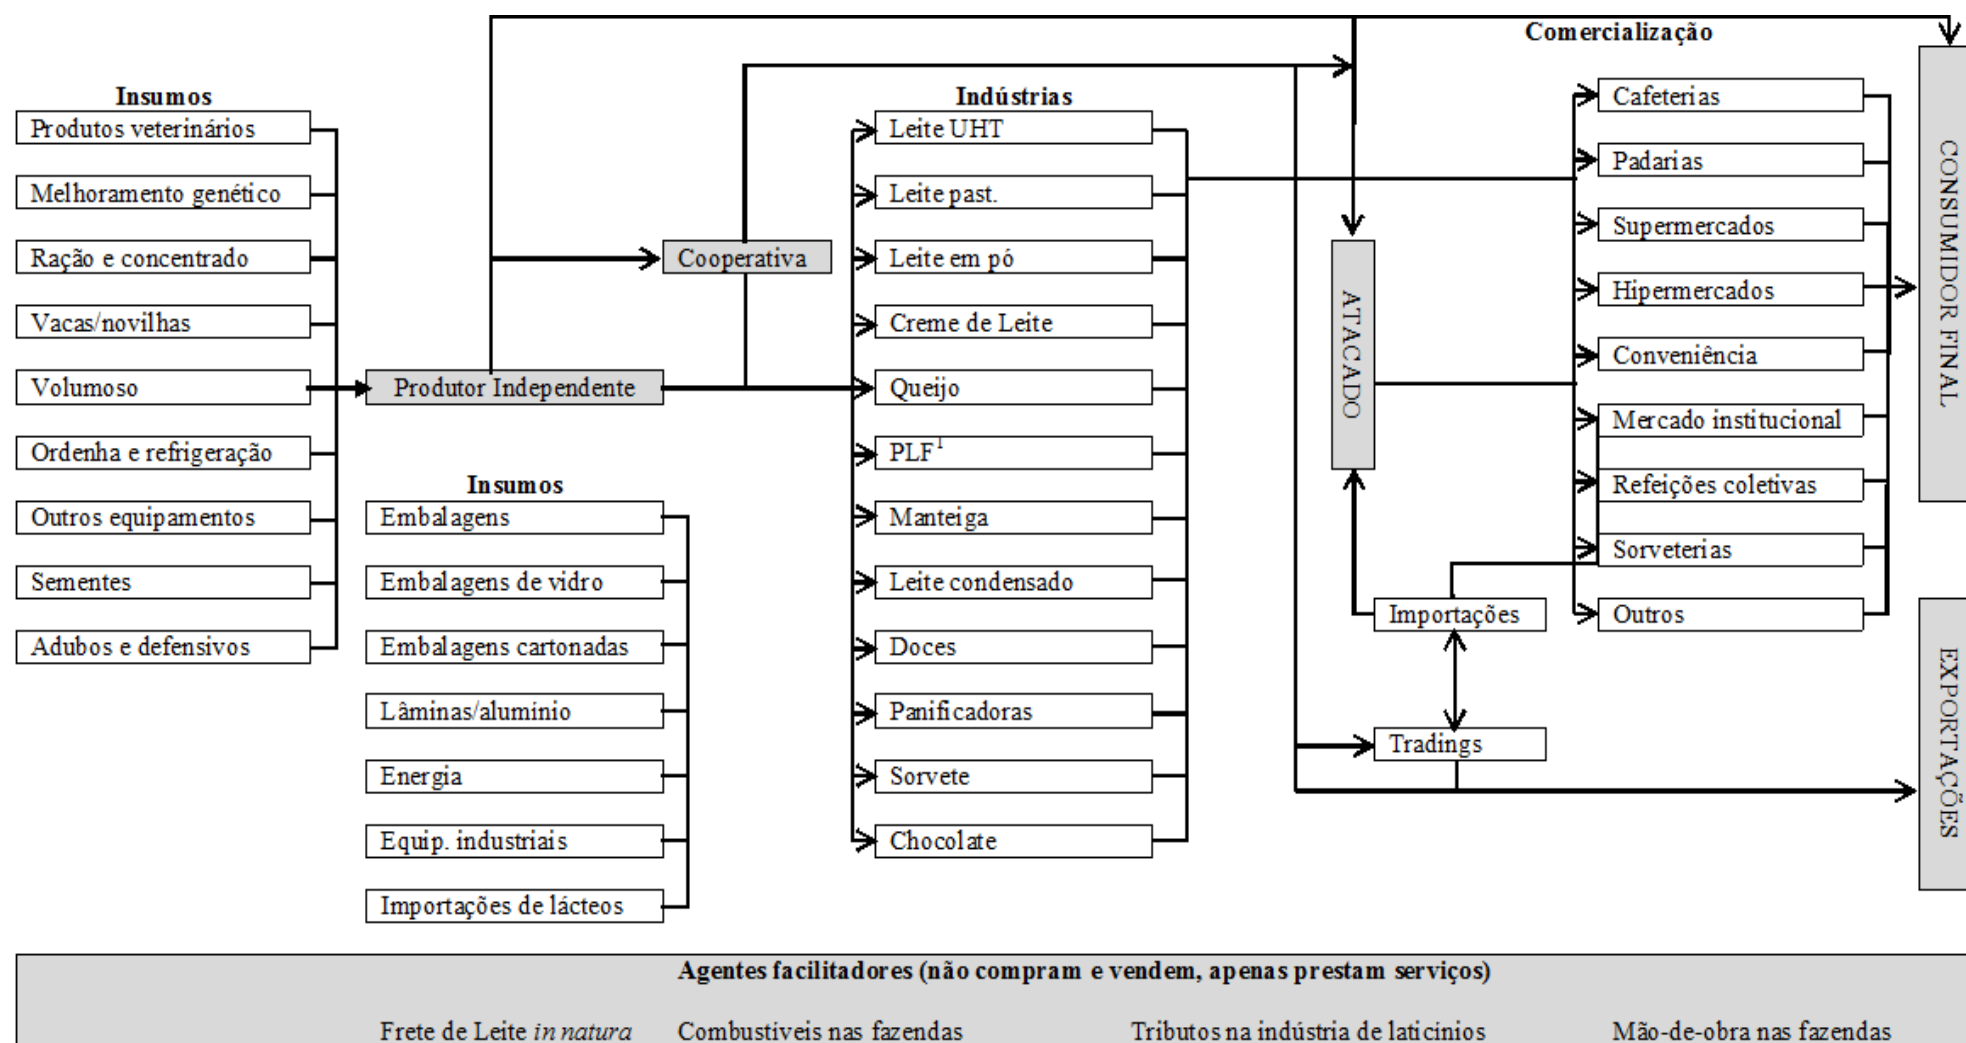 Comercialização
Insumos
Produtos veterinários
Melhoramento genético
Ração e concentrado
Vacas/novilhas
Volumoso
Ordenha e refrigeração
Outros equipamentos
Sementes
Adubos e defensivos
Produtor Independente
Cooperativa
Insumos
Embalagens
Embalagens de vidro
Embalagens cartonadas
Lâminas/alumínio
Energia
Equip. industriais
Importações de lácteos
Indústrias
Leite UHT
Leite past.
Leite em pó
Creme de Leite
Queijo
PLF¹
Manteiga
Leite condensado
Doces
Panificadoras
Sorvete
Chocolate
ATACADO
Importações
Tradings
Cafeterias
Padarias
Supermercados
Hipermercados
Conveniência
Mercado institucional
Refeições coletivas
Sorveterias
Outros
CONSUMIDOR FINAL
EXPORTAÇÕES
Agentes facilitadores (não compram e vendem, apenas prestam serviços)
Frete de Leite in natura Combustíveis nas fazendas Tributos na indústria de laticínios Mão-de-obra nas fazendas